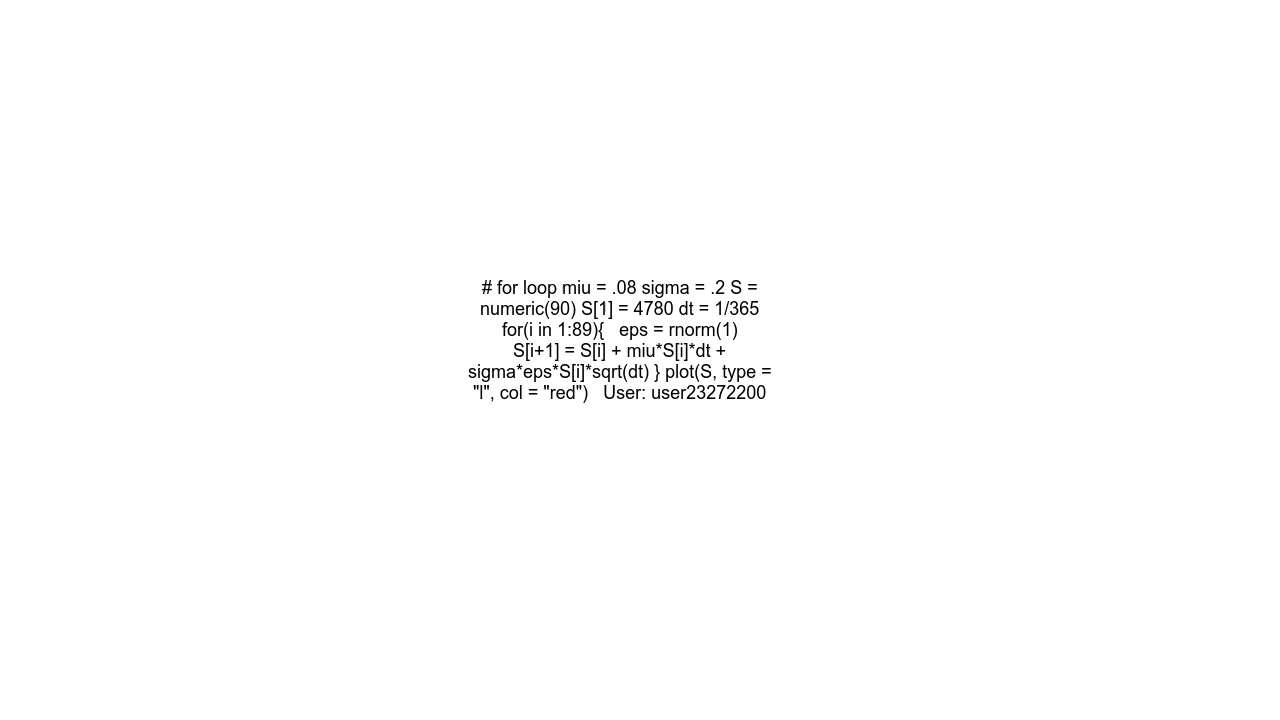 # for loop miu = .08 sigma = .2 S =
numeric(90) S[1] = 4780 dt = 1/365
for(i in 1:89){   eps = rnorm(1)
S[i+1] = S[i] + miu*S[i]*dt +
sigma*eps*S[i]*sqrt(dt) } plot(S, type =
"l", col = "red")   User: user23272200